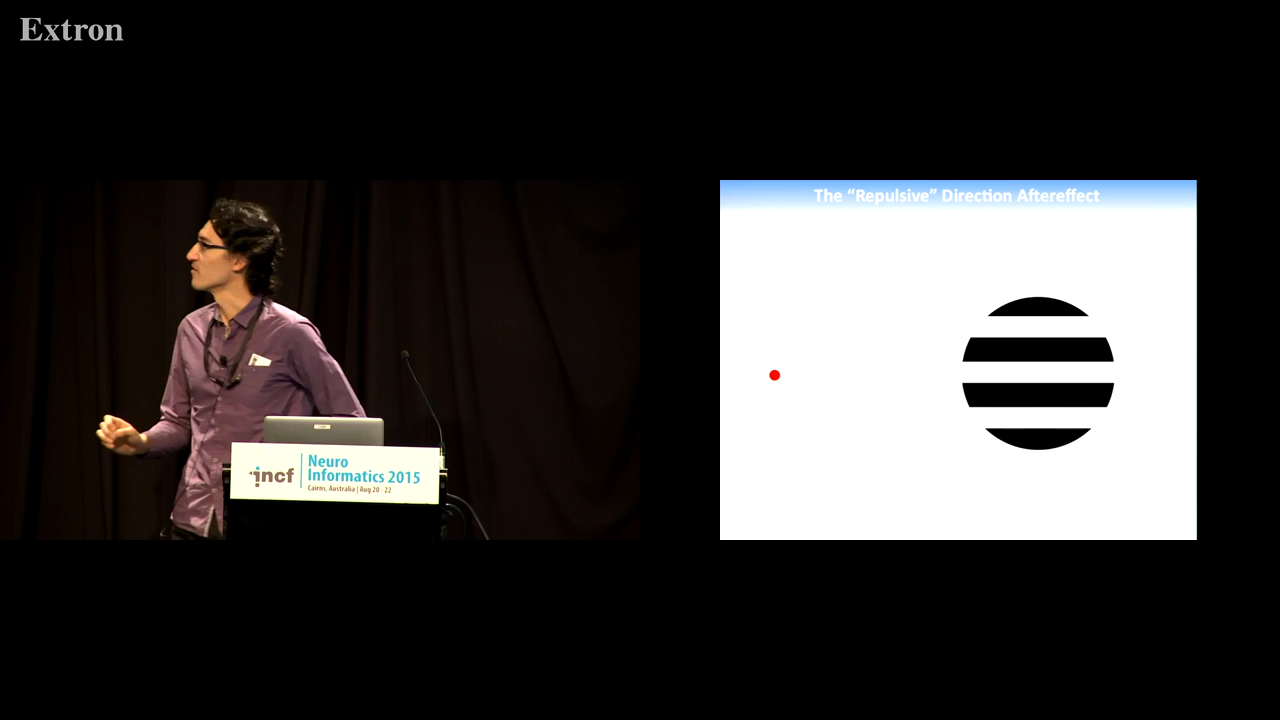 Extron
The “Repulsive” Direction Aftereffect
incf
Neuro
Informatics 2015
Cairns, Australia | Aug 20 - 22